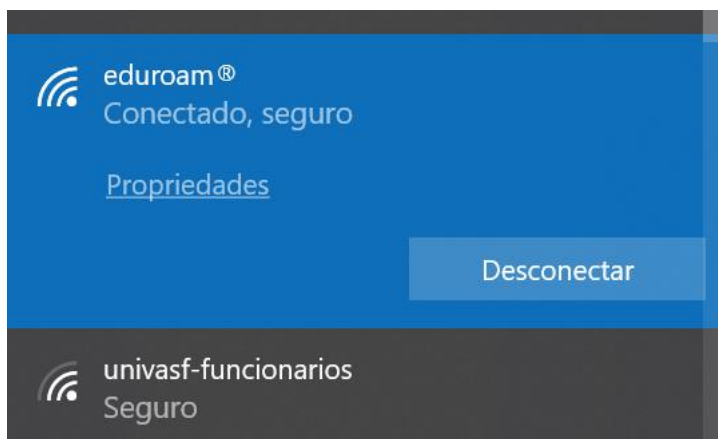 eduroam®
Conectado, seguro
Propriedades
Desconectar
univasf-funcionarios
Seguro